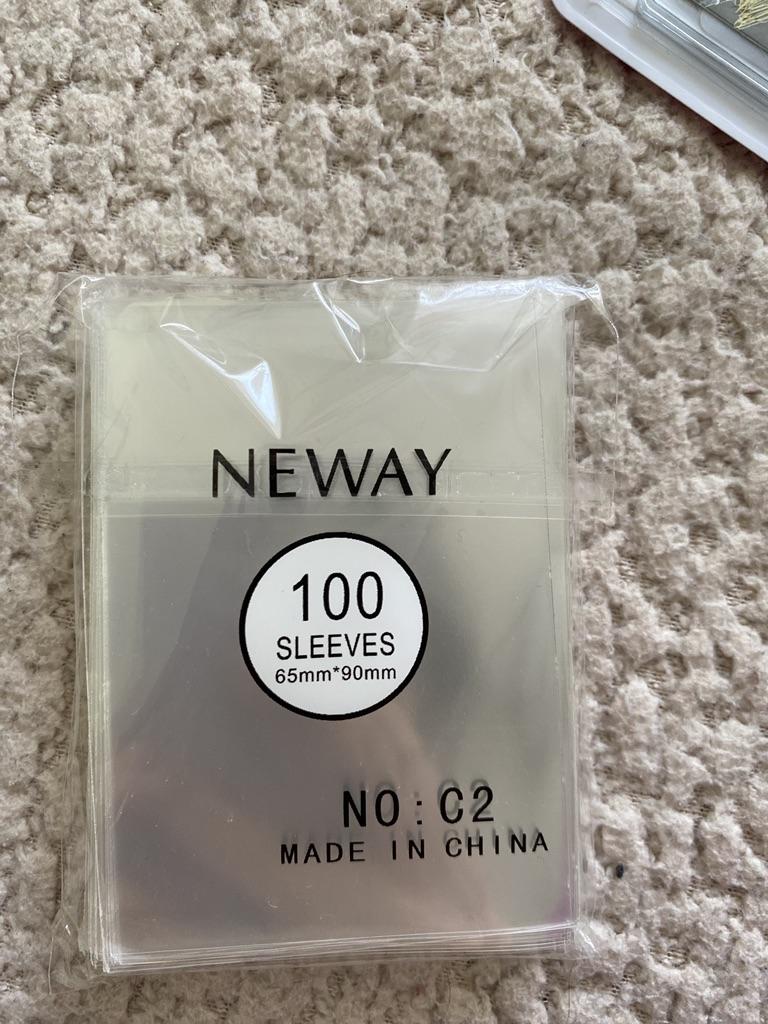 NEWAY
100
SLEEVES
65mm*90mm
NO:C2
MADE IN CHINA